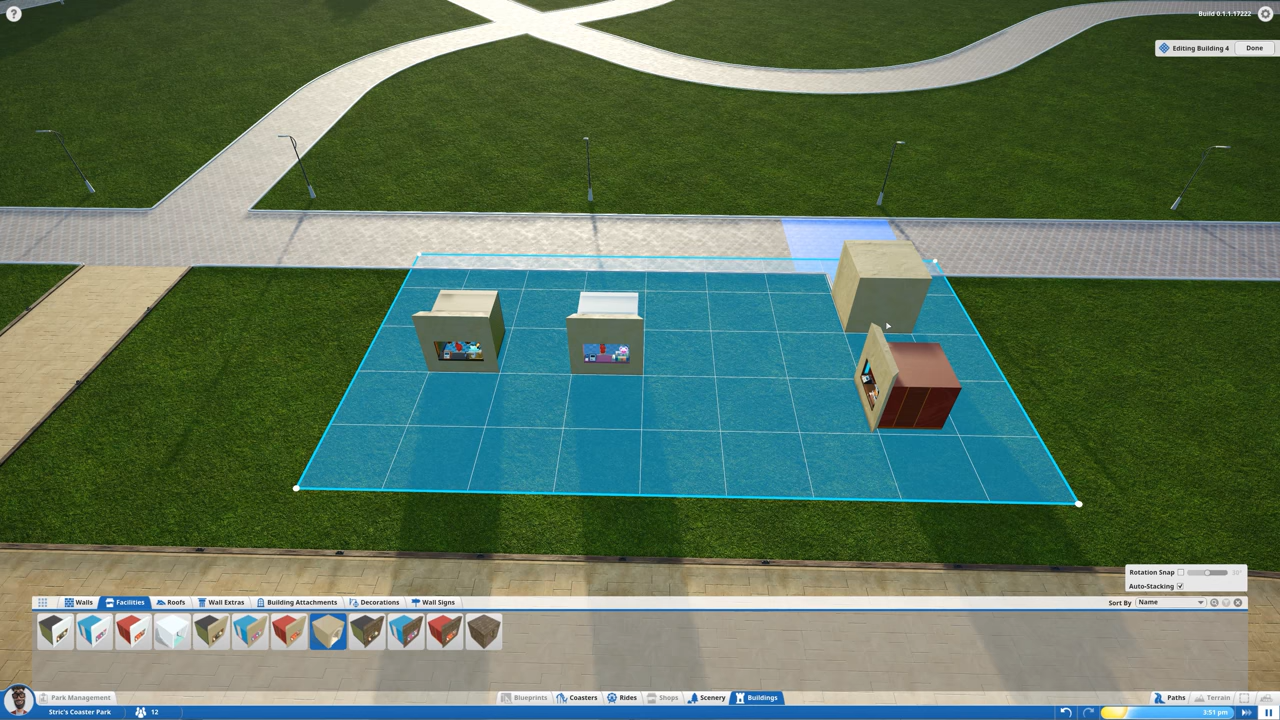 ?
Build 0.1.1.17222
Editing Building 4
Done
Rotation Snap
30°
Auto-Stacking
Walls
Facilities
Roofs
Wall Extras
Building Attachments
Decorations
Wall Signs
Sort By
Name
Park Management
Blueprints
Coasters
Rides
Shops
Scenery
Buildings
Paths
Terrain
Stric's Coaster Park
12
3:51 pm